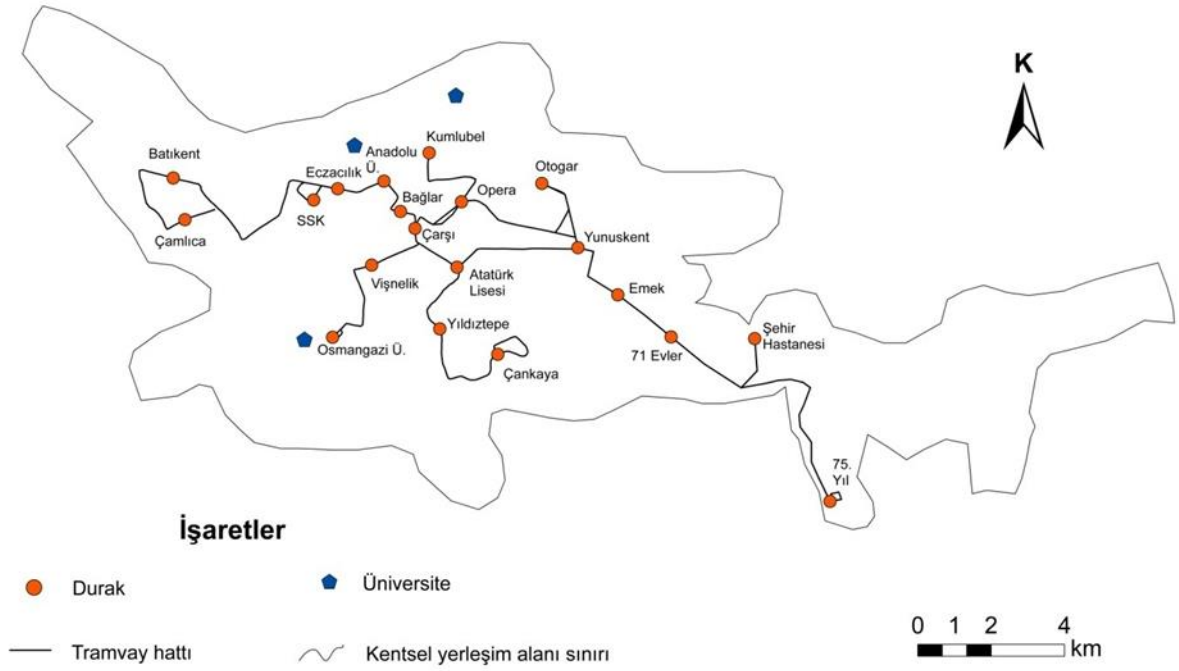 K
Kumlubel
Anadolu
Ü.
Batıkent
Eczacılık
Otogar
Opera
Bağlar
SSK
Çarşı
Çamlıca
Yunuskent
Vişnelik
Atatürk
Lisesi
Emek
Yıldıztepe
Şehir
Hastanesi
Osmangazi Ü.
71 Evler
Çankaya
75.
Yıl
İşaretler
Durak
Üniversite
Tramvay hattı
Kentsel yerleşim alanı sınırı
0 1 2 4
km